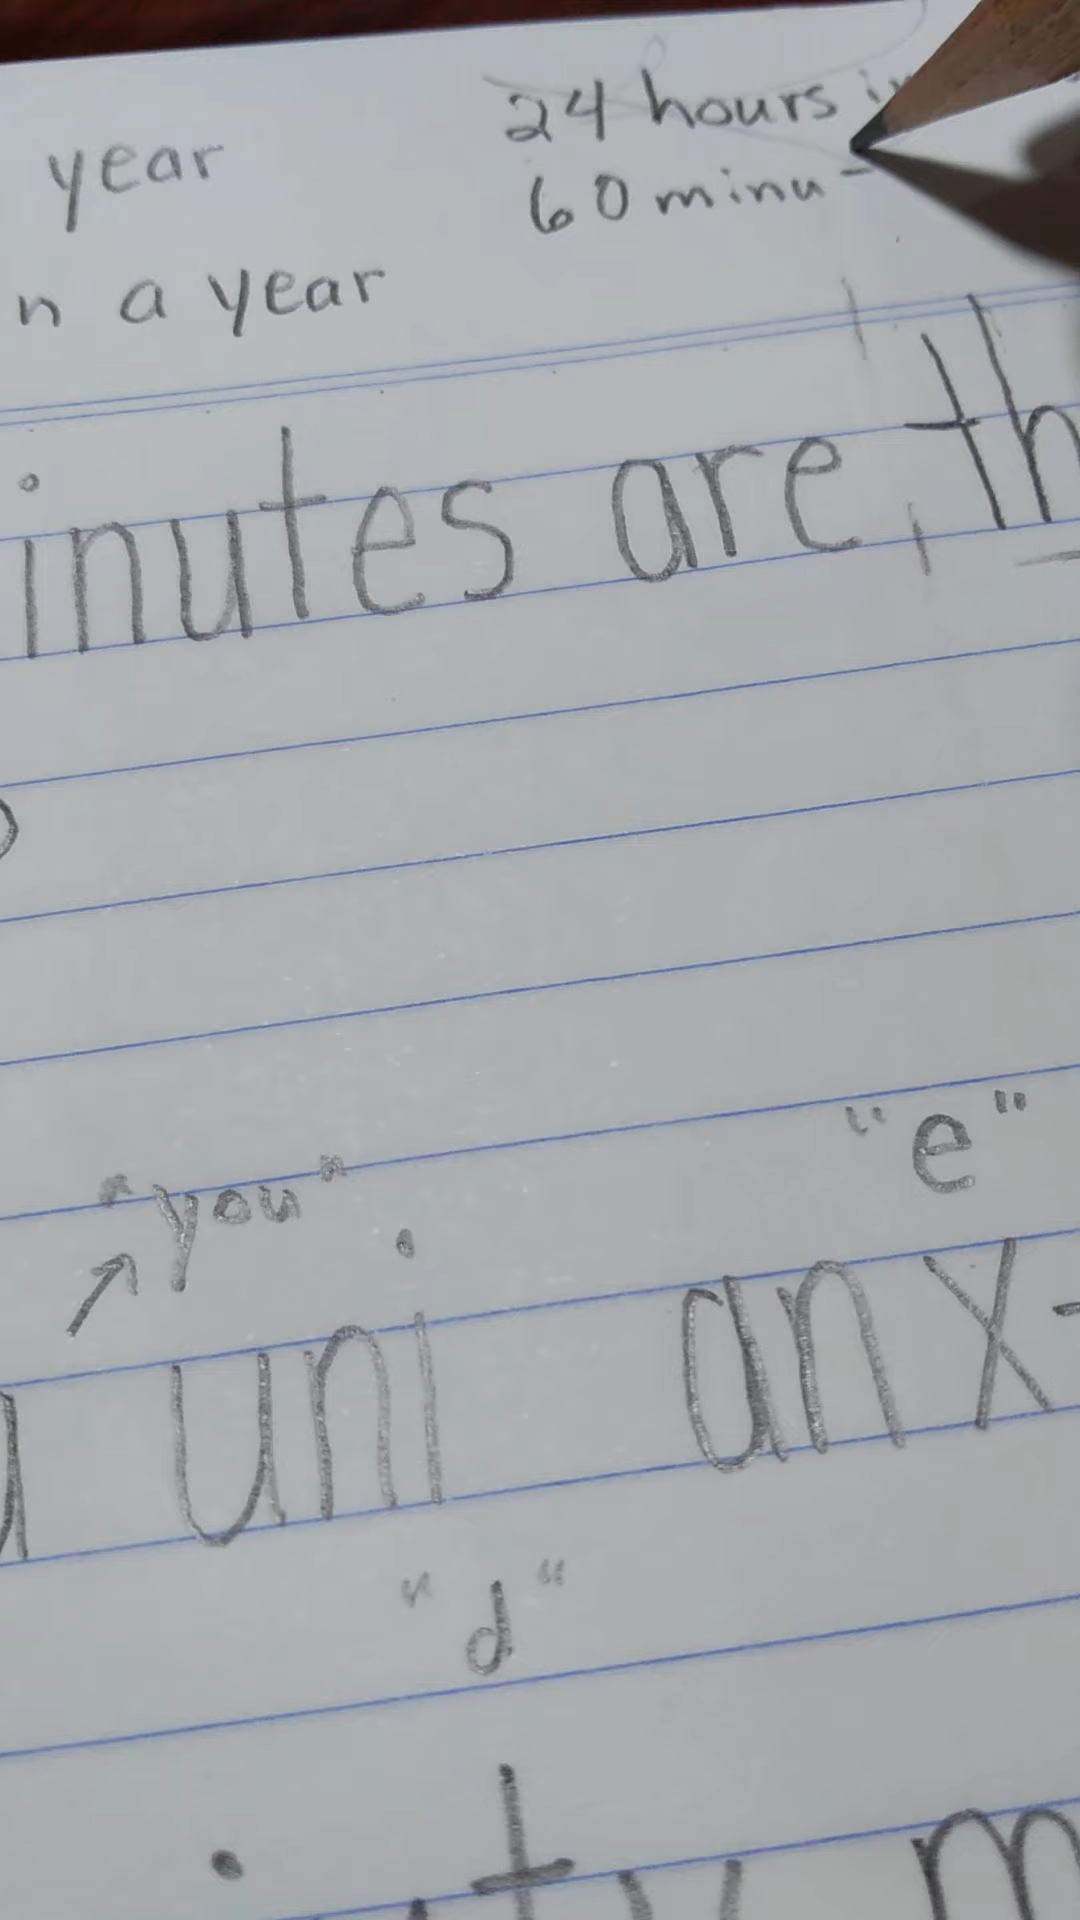 year 24 hours
60 minu
n a year
inutes are, th
"you" "e"
uni anx-
"d"